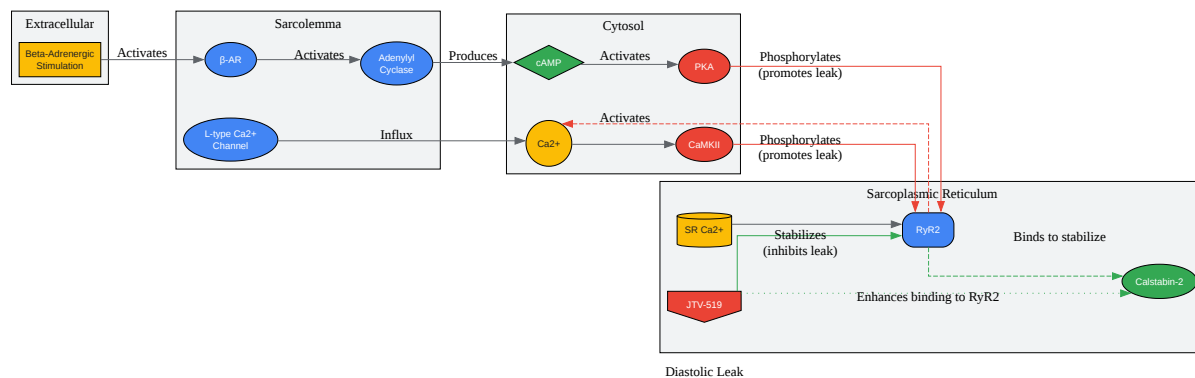 Extracellular
Sarcolemma
Cytosol
Beta-Adrenergic
Stimulation
Activates
β-AR
Activates
Adenylyl
Cyclase
Produces
cAMP
Activates
PKA
Phosphorylates
(promotes leak)
L-type Ca2+
Channel
Influx
Ca2+
Activates
CaMKII
Phosphorylates
(promotes leak)
Sarcoplasmic Reticulum
SR Ca2+
Stabilizes
(inhibits leak)
RyR2
Binds to stabilize
Calstabin-2
JTV-519
Enhances binding to RyR2
Diastolic Leak